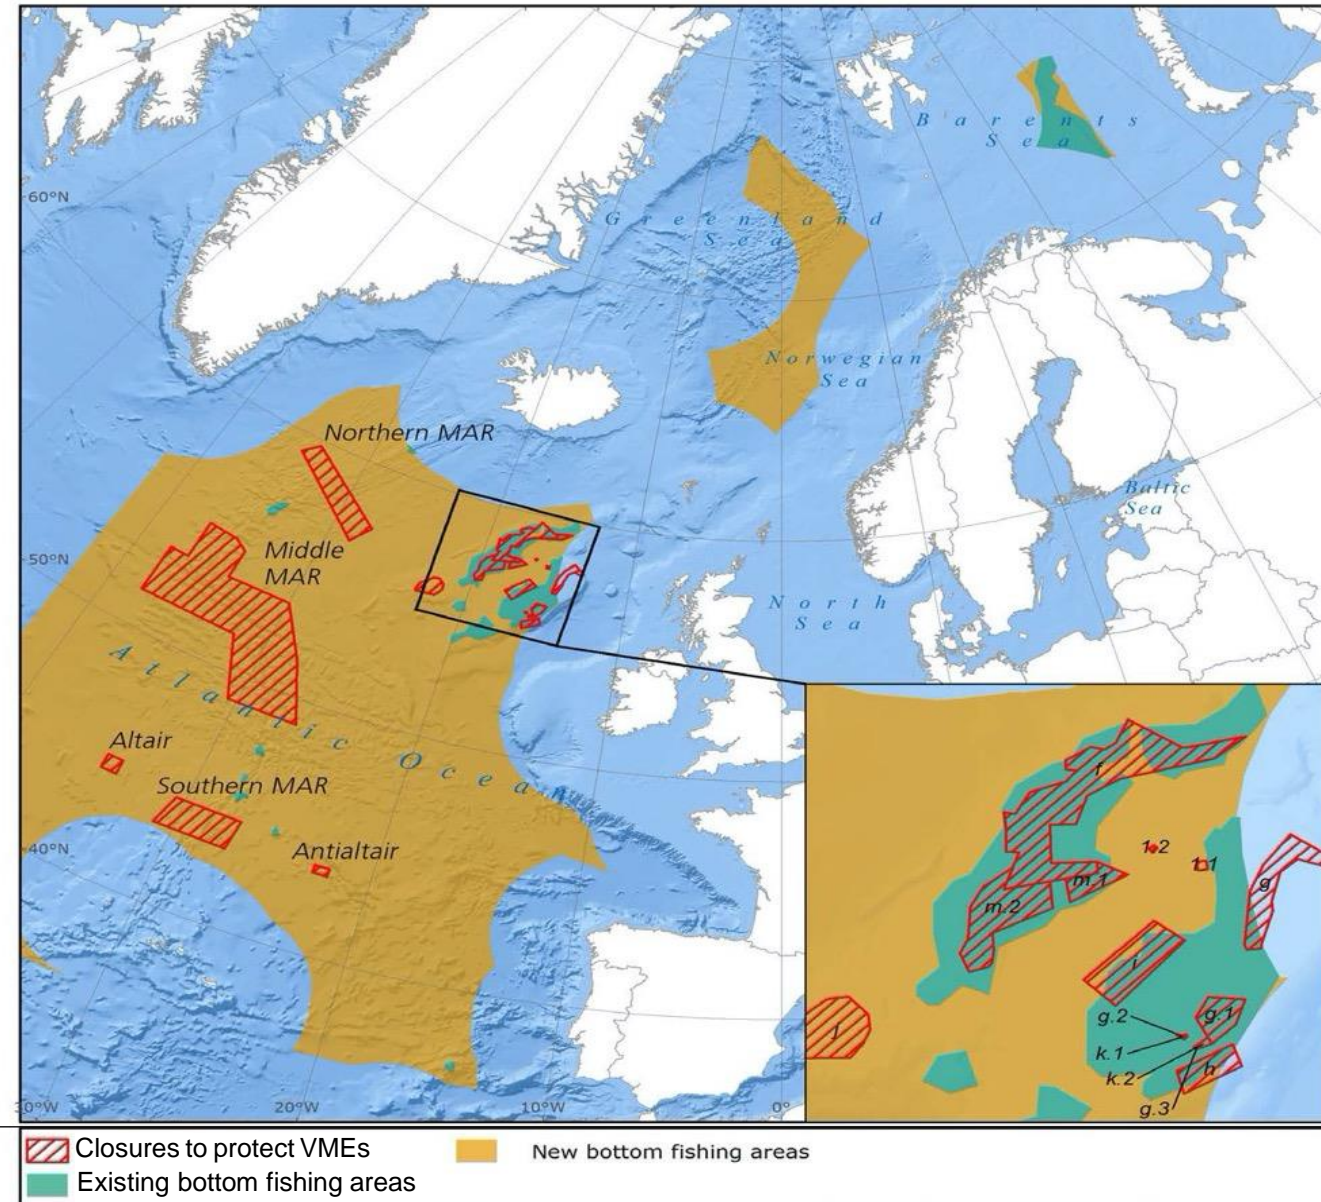 Barents
Sea
60°N
Greenland
Sea
Norwegian
Sea
Northern MAR
Baltic
Sea
Middle
MAR
50°N
North
Sea
Atlantic Ocean
Altair
Southern MAR
Antialtair
40°N
f
1.2
1.1
m.1
g
m.2
i
g.2
g.1
j
k.1
h
k.2
g.3
30°W
20°W
10°W
0°
Closures to protect VMEs
New bottom fishing areas
Existing bottom fishing areas